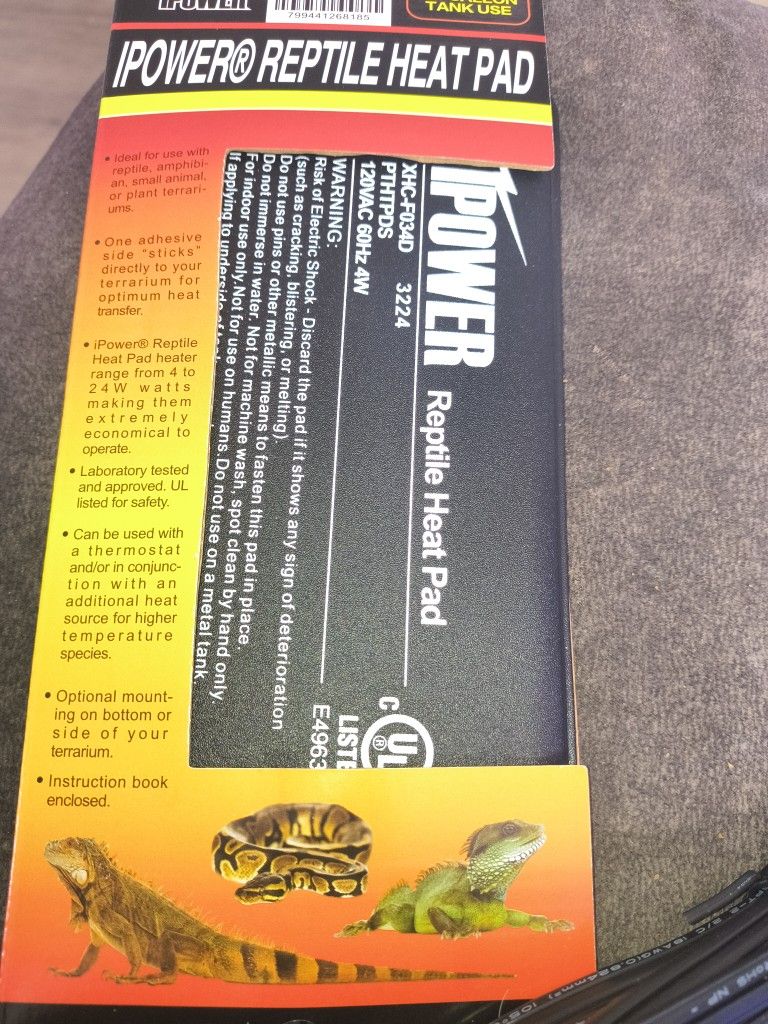 IPOWER
799441268185
TANK USE
IPOWER® REPTILE HEAT PAD
• Ideal for use with
reptile, amphibi-
an, small animal,
or plant terrari-
ums.
• One adhesive
side "sticks"
directly to your
terrarium for
optimum heat
transfer.
• iPower® Reptile
Heat Pad heater
range from 4 to
24W watts
making them
extremely
economical to
operate.
• Laboratory tested
and approved. UL
listed for safety.
• Can be used with
a thermostat
and/or in conjunc-
tion with an
additional heat
source for higher
temperature
species.
• Optional mount-
ing on bottom or
side of your
terrarium.
• Instruction book
enclosed.
IPOWER Reptile Heat Pad
XHC-F034D 3224
PTHTPDS
120VAC 60Hz 4W
C UL ®
LISTE
E4963
WARNING:
Risk of Electric Shock - Discard the pad if it shows any sign of deterioration
(such as cracking, blistering, or melting).
Do not use pins or other metallic means to fasten this pad in place.
Do not immerse in water, Not for machine wash, spot clean by hand only.
For indoor use only.Not for use on humans.Do not use on a metal tank.
If applying to underside of